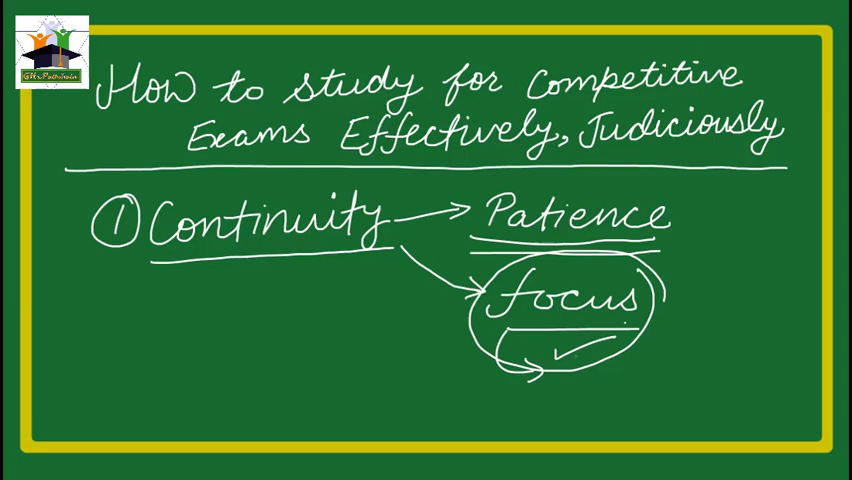 How to study for Competitive
Exams Effectively, Judiciously
① Continuity → Patience
focus